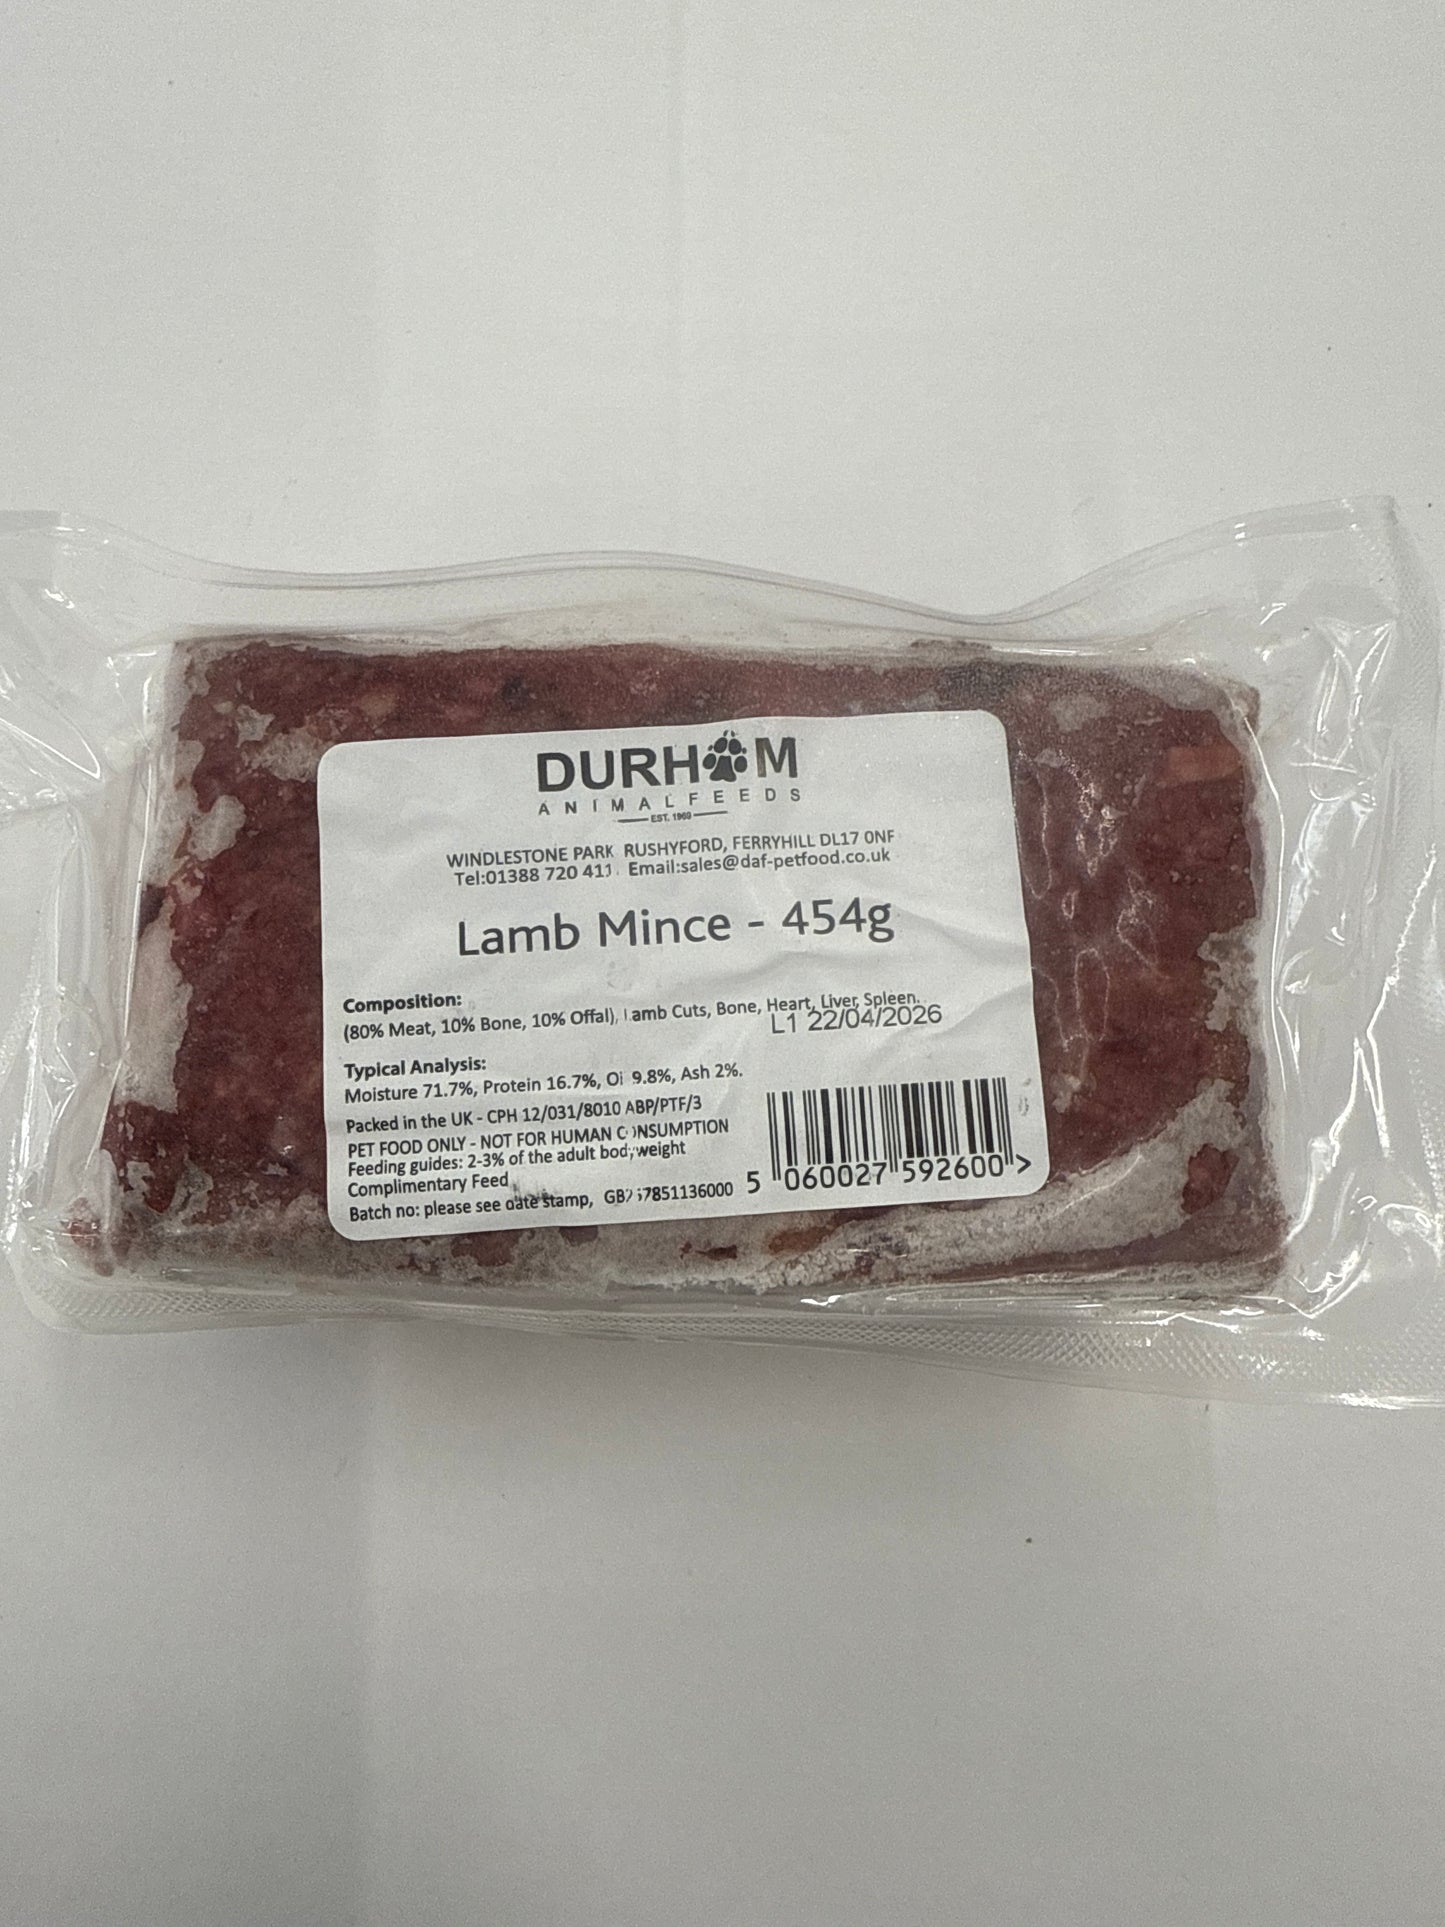 DURHAM
ANIMAL FEEDS
EST. 1969
WINDLESTONE PARK RUSHYFORD, FERRYHILL DL17 0NF
Tel:01388 720 411. Email:sales@daf-petfood.co.uk
Lamb Mince - 454g
Composition:
(80% Meat, 10% Bone, 10% Offal), Lamb Cuts, Bone, Heart, Liver, Spleen.
L1 22/04/2026
Typical Analysis:
Moisture 71.7%, Protein 16.7%, Oi 9.8%, Ash 2%.
Packed in the UK - CPH 12/031/8010 ABP/PTF/3
PET FOOD ONLY - NOT FOR HUMAN CONSUMPTION
Feeding guides: 2-3% of the adult bodyweight
Complimentary Feed
Batch no: please see date stamp,
5 060027 592600 >